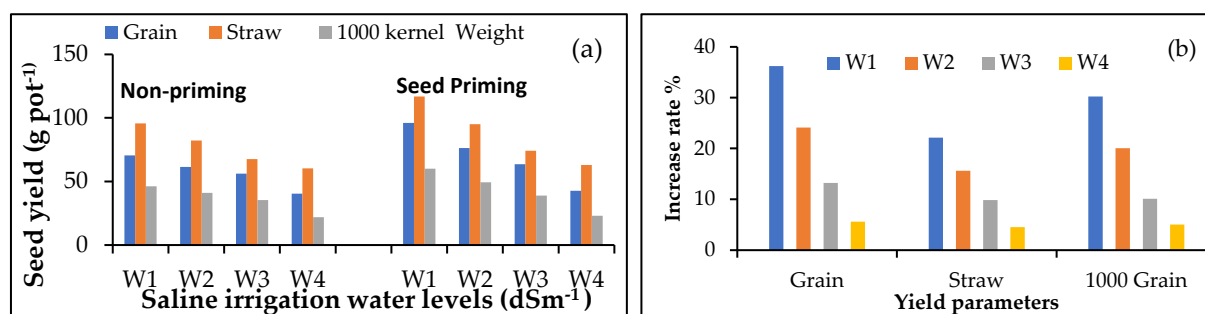 Grain Straw 1000 kernel Weight
(a)
150
100
50
0
Seed yield (g pot⁻¹)
Non-priming
Seed Priming
W1 W2 W3 W4 W1 W2 W3 W4
Saline irrigation water levels (dSm⁻¹)
(b)
W1 W2 W3 W4
40
30
20
10
0
Increase rate %
Grain Straw 1000 Grain
Yield parameters